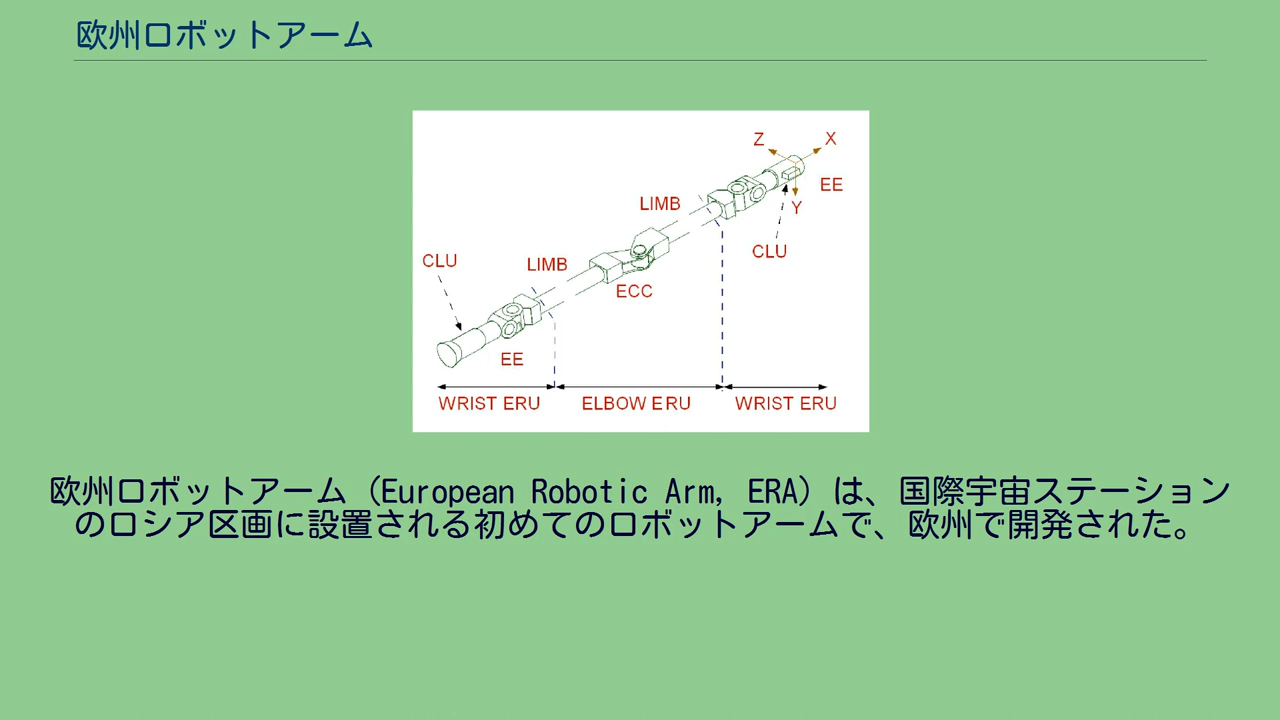 欧州ロボットアーム
Z
X
EE
LIMB
Y
CLU
CLU
LIMB
ECC
EE
WRIST ERU
ELBOW ERU
WRIST ERU
欧州ロボットアーム（European Robotic Arm, ERA）は、国際宇宙ステーション
のロシア区画に設置される初めてのロボットアームで、欧州で開発された。